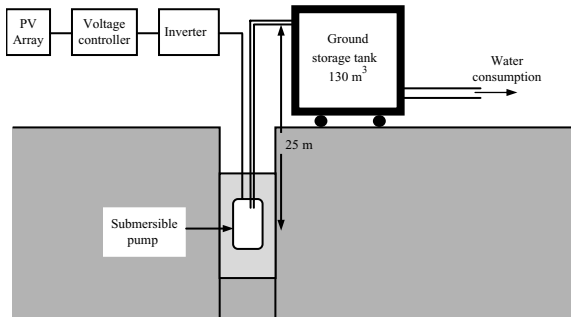 PV
Array
Voltage
controller
Inverter
Ground
storage tank
130 m³
Water
consumption
25 m
Submersible
pump